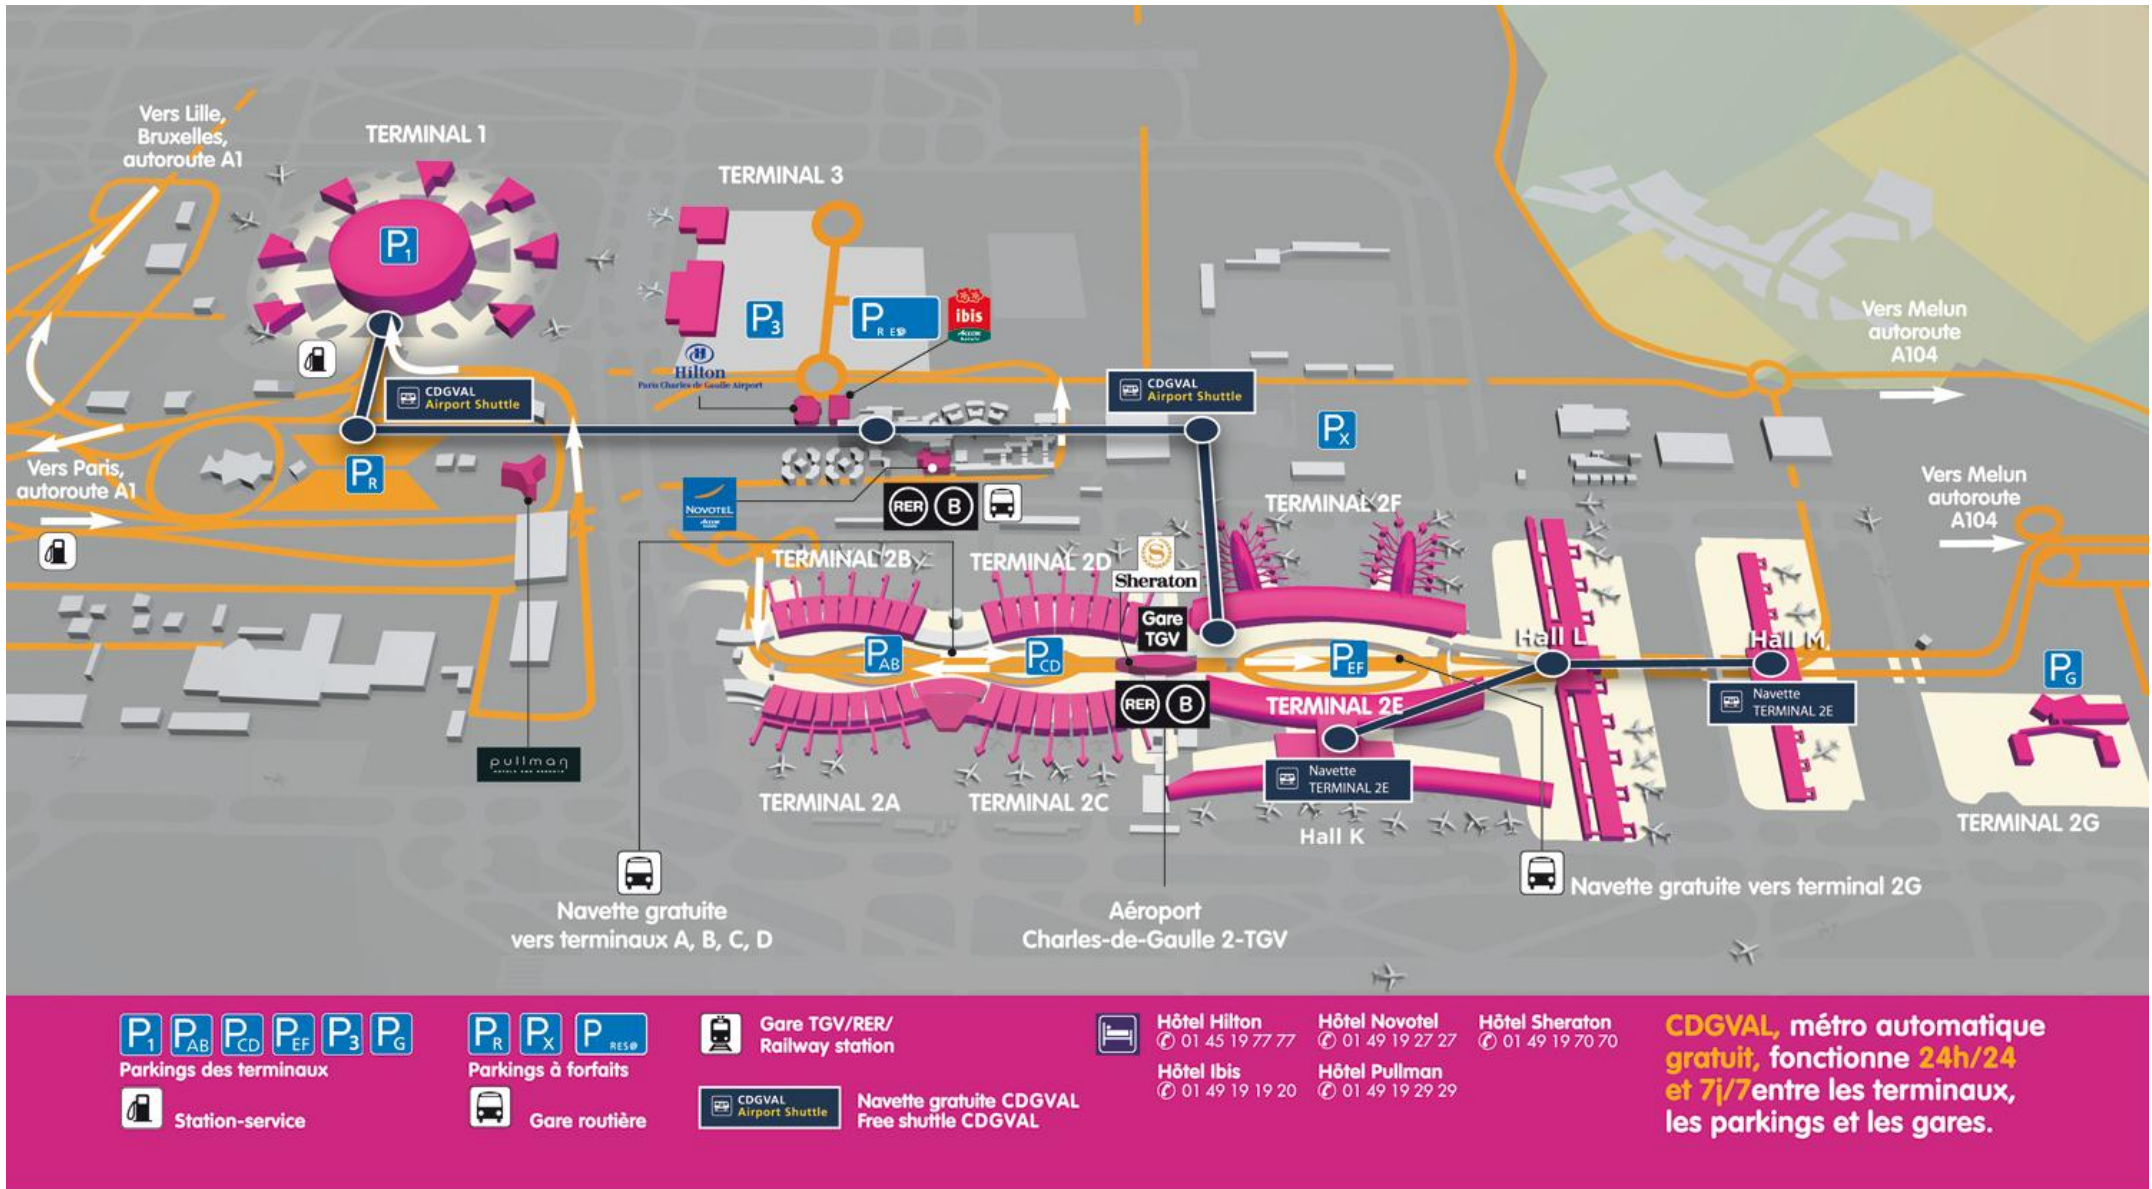 Vers Lille,
Bruxelles,
autoroute A1
TERMINAL 1
P1
TERMINAL 3
P3
PRES@
ibis
ACCOR
hotels
Hilton
Paris Charles de Gaulle Airport
CDGVAL
Airport Shuttle
CDGVAL
Airport Shuttle
PX
Vers Melun
autoroute
A104
Vers Paris,
autoroute A1
PR
NOVOTEL
ACCOR
hotels
RER B
Vers Melun
autoroute
A104
TERMINAL 2F
TERMINAL 2B
TERMINAL 2D
S
Sheraton
Gare
TGV
PAB
PCD
PEF
Hall L
Hall M
PG
RER B
TERMINAL 2E
Navette
TERMINAL 2E
Navette
TERMINAL 2E
pullman
HOTELS AND RESORTS
TERMINAL 2A
TERMINAL 2C
Hall K
TERMINAL 2G
Navette gratuite
vers terminaux A, B, C, D
Aéroport
Charles-de-Gaulle 2-TGV
Navette gratuite vers terminal 2G
P1 PAB PCD PEF P3 PG
Parkings des terminaux
Station-service
PR PX PRES@
Parkings à forfaits
Gare routière
Gare TGV/RER/
Railway station
CDGVAL
Airport Shuttle
Navette gratuite CDGVAL
Free shuttle CDGVAL
Hôtel Hilton
01 45 19 77 77
Hôtel Novotel
01 49 19 27 27
Hôtel Sheraton
01 49 19 70 70
Hôtel Ibis
01 49 19 19 20
Hôtel Pullman
01 49 19 29 29
CDGVAL, métro automatique
gratuit, fonctionne 24h/24
et 7j/7entre les terminaux,
les parkings et les gares.